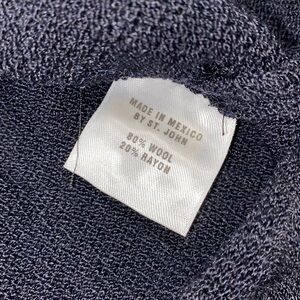 MADE IN MEXICO
BY ST. JOHN
80% WOOL
20% RAYON